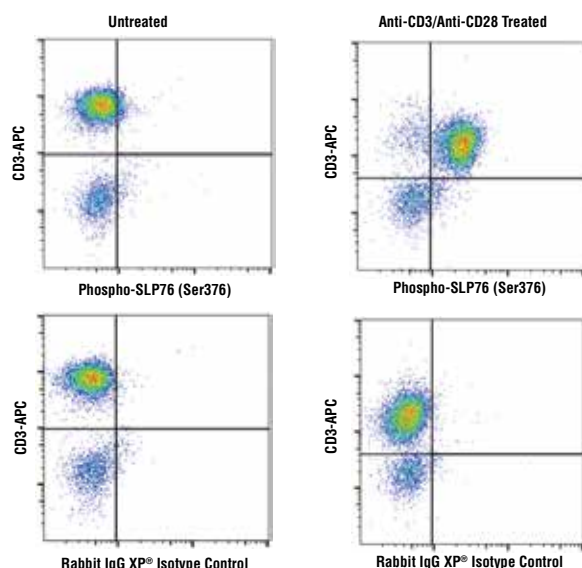 Untreated
Anti-CD3/Anti-CD28 Treated
CD3-APC
CD3-APC
Phospho-SLP76 (Ser376)
Phospho-SLP76 (Ser376)
CD3-APC
CD3-APC
Rabbit IgG XP® Isotype Control
Rabbit IgG XP® Isotype Control